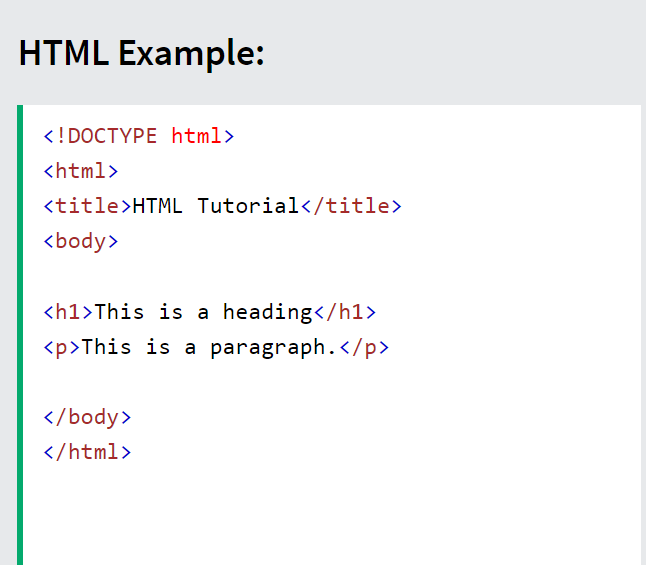 HTML Example:
<!DOCTYPE html>
<html>
<title>HTML Tutorial</title>
<body>
<h1>This is a heading</h1>
<p>This is a paragraph.</p>
</body>
</html>